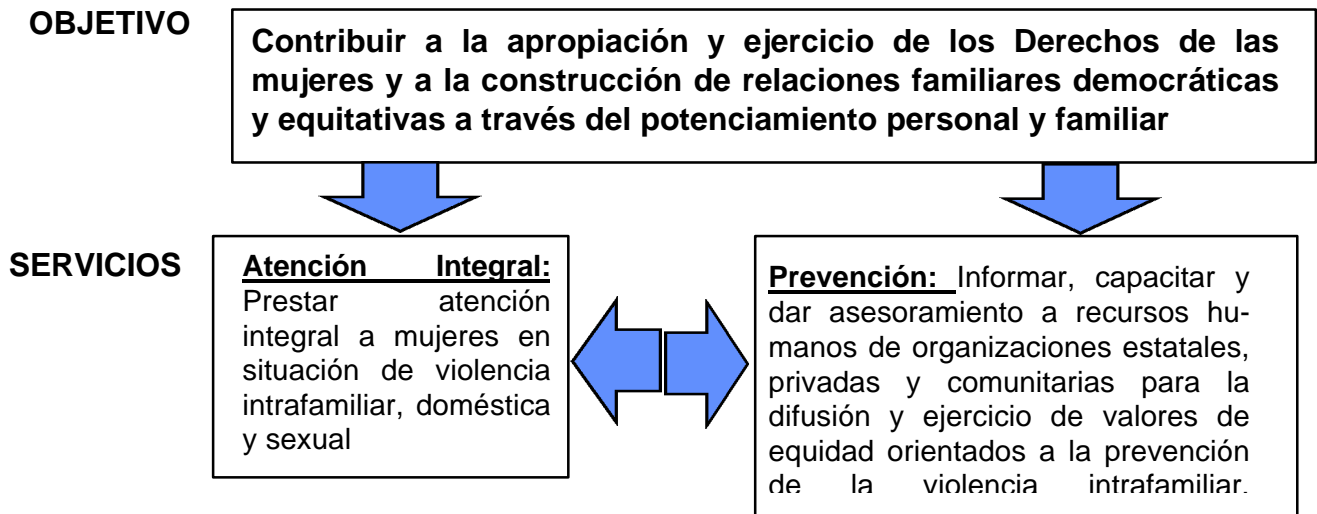 OBJETIVO
Contribuir a la apropiación y ejercicio de los Derechos de las
mujeres y a la construcción de relaciones familiares democráticas
y equitativas a través del potenciamiento personal y familiar
SERVICIOS
Atención Integral:
Prestar atención
integral a mujeres en
situación de violencia
intrafamiliar, doméstica
y sexual
Prevención: Informar, capacitar y
dar asesoramiento a recursos hu-
manos de organizaciones estatales,
privadas y comunitarias para la
difusión y ejercicio de valores de
equidad orientados a la prevención
de la violencia intrafamiliar.